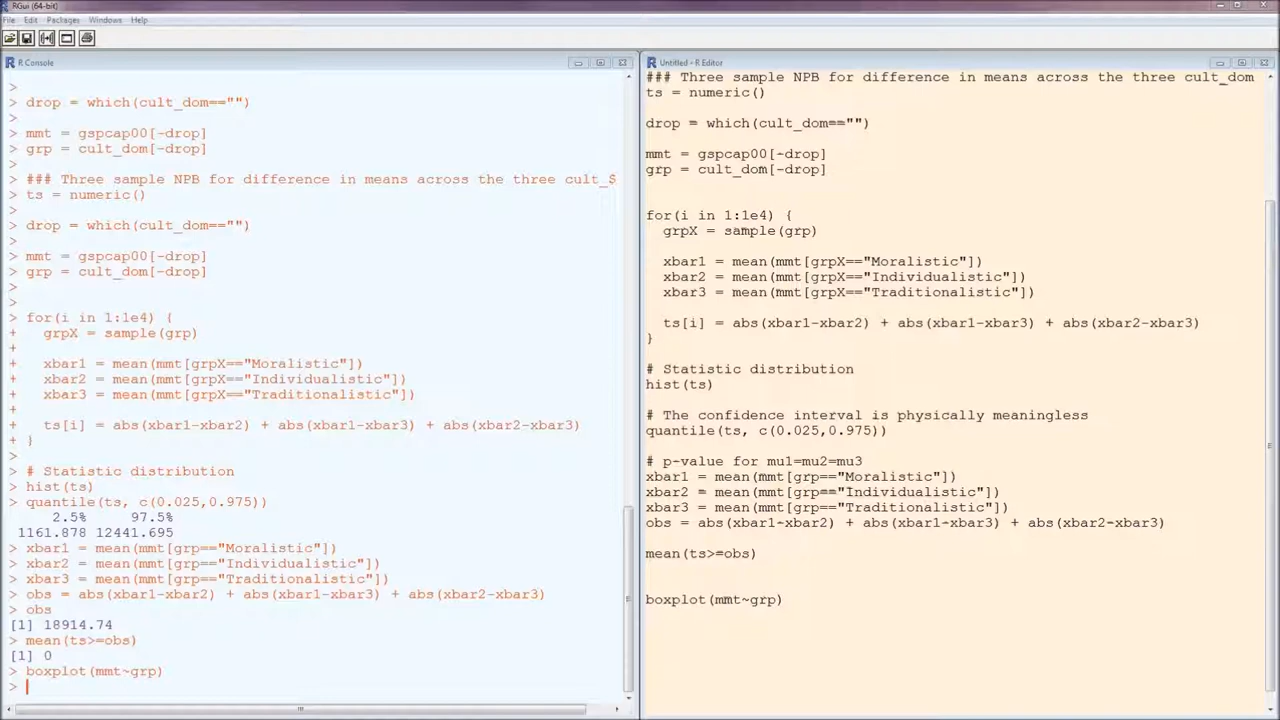 RGui (64-bit)
File Edit Packages Windows Help
R Console
>
> drop = which(cult_dom=="")
>
> mmt = gspcap00[-drop]
> grp = cult_dom[-drop]
>
> ### Three sample NPB for difference in means across the three cult_$
> ts = numeric()
>
> drop = which(cult_dom=="")
>
> mmt = gspcap00[-drop]
> grp = cult_dom[-drop]
>
>
> for(i in 1:1e4) {
+   grpX = sample(grp)
+
+   xbar1 = mean(mmt[grpX=="Moralistic"])
+   xbar2 = mean(mmt[grpX=="Individualistic"])
+   xbar3 = mean(mmt[grpX=="Traditionalistic"])
+
+   ts[i] = abs(xbar1-xbar2) + abs(xbar1-xbar3) + abs(xbar2-xbar3)
+ }
>
> # Statistic distribution
> hist(ts)
> quantile(ts, c(0.025,0.975))
2.5% 97.5%
1161.878 12441.695
> xbar1 = mean(mmt[grp=="Moralistic"])
> xbar2 = mean(mmt[grp=="Individualistic"])
> xbar3 = mean(mmt[grp=="Traditionalistic"])
> obs = abs(xbar1-xbar2) + abs(xbar1-xbar3) + abs(xbar2-xbar3)
> obs
[1] 18914.74
> mean(ts>=obs)
[1] 0
> boxplot(mmt~grp)
>
Untitled - R Editor
### Three sample NPB for difference in means across the three cult_dom
ts = numeric()
drop = which(cult_dom=="")
mmt = gspcap00[-drop]
grp = cult_dom[-drop]
for(i in 1:1e4) {
grpX = sample(grp)
xbar1 = mean(mmt[grpX=="Moralistic"])
xbar2 = mean(mmt[grpX=="Individualistic"])
xbar3 = mean(mmt[grpX=="Traditionalistic"])
ts[i] = abs(xbar1-xbar2) + abs(xbar1-xbar3) + abs(xbar2-xbar3)
}
# Statistic distribution
hist(ts)
# The confidence interval is physically meaningless
quantile(ts, c(0.025,0.975))
# p-value for mu1=mu2=mu3
xbar1 = mean(mmt[grp=="Moralistic"])
xbar2 = mean(mmt[grp=="Individualistic"])
xbar3 = mean(mmt[grp=="Traditionalistic"])
obs = abs(xbar1-xbar2) + abs(xbar1-xbar3) + abs(xbar2-xbar3)
mean(ts>=obs)
boxplot(mmt~grp)